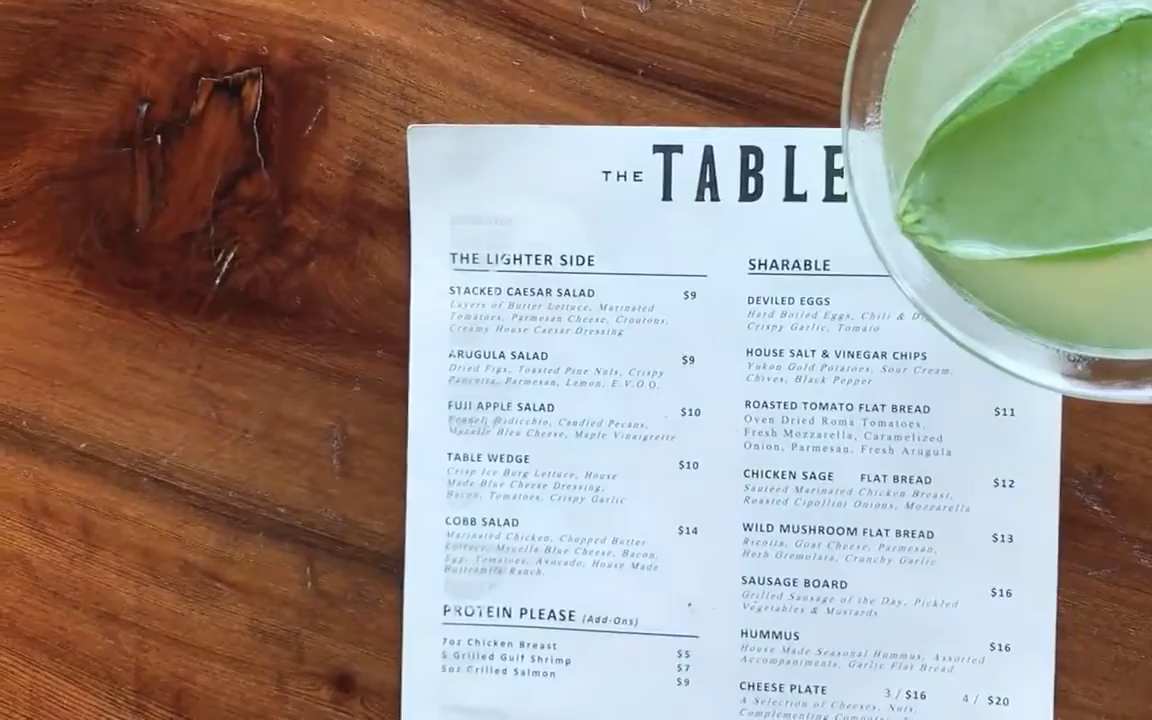 THE TABLE
THE LIGHTER SIDE
STACKED CAESAR SALAD $9
Layers of Butter Lettuce, Marinated
Tomatoes, Parmesan Cheese, Croutons,
Creamy House Caesar Dressing
ARUGULA SALAD $9
Dried Figs, Toasted Pine Nuts, Crispy
Pancetta, Parmesan, Lemon, E.V.O.O.
FUJI APPLE SALAD $10
Fennel, Radicchio, Candied Pecans,
Mycella Bleu Cheese, Maple Vinaigrette
TABLE WEDGE $10
Crisp Ice Burg Lettuce, House
Made Blue Cheese Dressing,
Bacon, Tomatoes, Crispy Garlic
COBB SALAD $14
Marinated Chicken, Chopped Butter
Lettuce, Mycella Blue Cheese, Bacon,
Egg, Tomatoes, Avocado, House Made
Buttermilk Ranch.
PROTEIN PLEASE (Add-Ons)
7oz Chicken Breast $5
5 Grilled Gulf Shrimp $7
5oz Grilled Salmon $9
SHARABLE
DEVILED EGGS
Hard Boiled Eggs, Chili &
Crispy Garlic, Tomato
HOUSE SALT & VINEGAR CHIPS
Yukon Gold Potatoes, Sour Cream,
Chives, Black Pepper
ROASTED TOMATO FLAT BREAD $11
Oven Dried Roma Tomatoes,
Fresh Mozzarella, Caramelized
Onion, Parmesan, Fresh Arugula
CHICKEN SAGE FLAT BREAD $12
Sauteed Marinated Chicken Breast,
Roasted Cipollini Onions, Mozzarella
WILD MUSHROOM FLAT BREAD $13
Ricotta, Goat Cheese, Parmesan,
Herb Gremolata, Crunchy Garlic
SAUSAGE BOARD $16
Grilled Sausage of the Day, Pickled
Vegetables & Mustards
HUMMUS $16
House Made Seasonal Hummus, Assorted
Accompaniments, Garlic Flat Bread
CHEESE PLATE 3 / $16 4 / $20
A Selection of Cheeses, Nuts,
Complementing